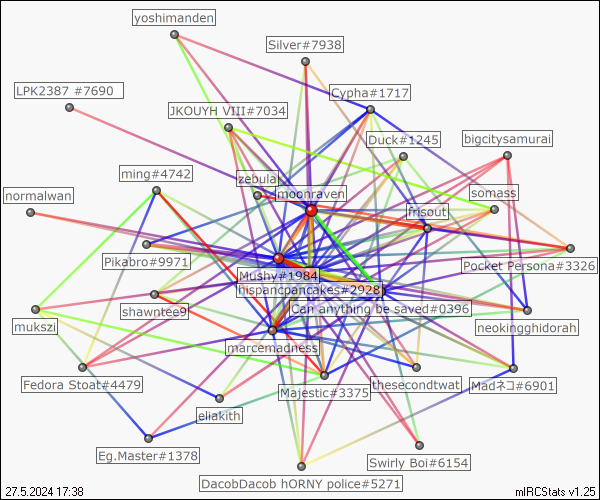 yoshimanden
Silver#7938
LPK2387 #7690
Cypha#1717
JKOUYH VIII#7034
Duck#1245
bigcitysamurai
ming#4742
zebulak
moonraven
somass
normalwan
frisout
Pikabro#9971
Mushy#1984
Pocket Persona#3326
hispandpancakes#2928
shawntee9
Can anything be saved#0396
mukszi
neokingghidorah
marcemadness
Fedora Stoat#4479
Majestic#3375
thesecondtwat
Madネコ#6901
eliakith
Eg.Master#1378
Swirly Boi#6154
DacobDacob hORNY police#5271
27.5.2024 17:38
mIRCStats v1.25